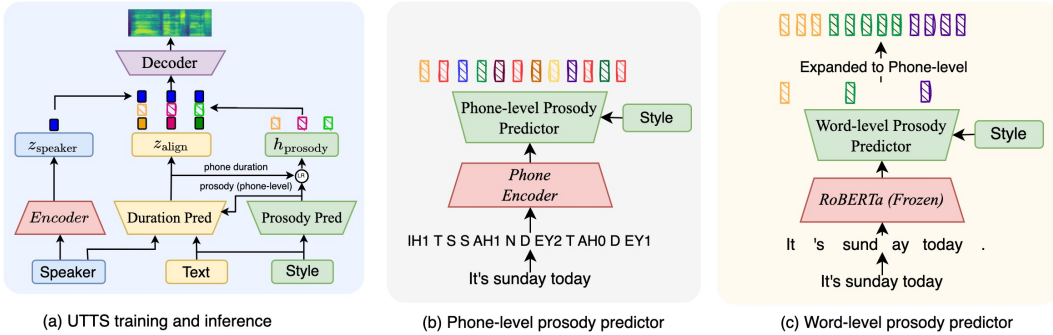 Decoder
z_speaker
z_align
h_prosody
phone duration
LR
prosody (phone-level)
Encoder
Duration Pred
Prosody Pred
Speaker
Text
Style
(a) UTTS training and inference
Phone-level Prosody
Predictor
Style
Phone
Encoder
IH1 T S S AH1 N D EY2 T AH0 D EY1
It's sunday today
(b) Phone-level prosody predictor
Expanded to Phone-level
Word-level Prosody
Predictor
Style
RoBERTa (Frozen)
It 's sund ay today .
It's sunday today
(c) Word-level prosody predictor